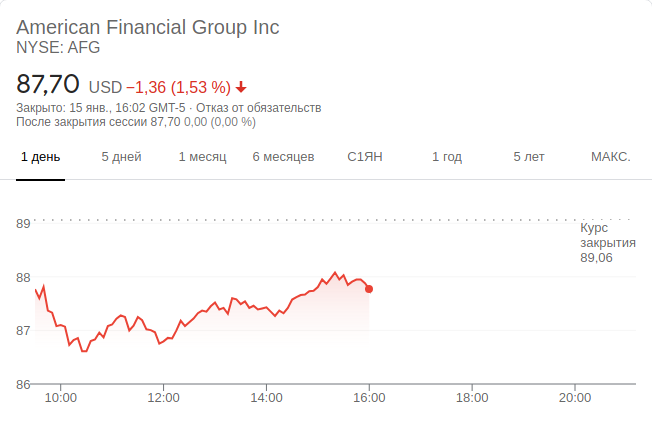 American Financial Group Inc
NYSE: AFG
87,70 USD −1,36 (1,53 %)
Закрыто: 15 янв., 16:02 GMT-5 · Отказ от обязательств
После закрытия сессии 87,70 0,00 (0,00 %)
1 день 5 дней 1 месяц 6 месяцев С1ЯН 1 год 5 лет МАКС.
89
Курс
закрытия
89,06
88
87
86
10:00 12:00 14:00 16:00 18:00 20:00